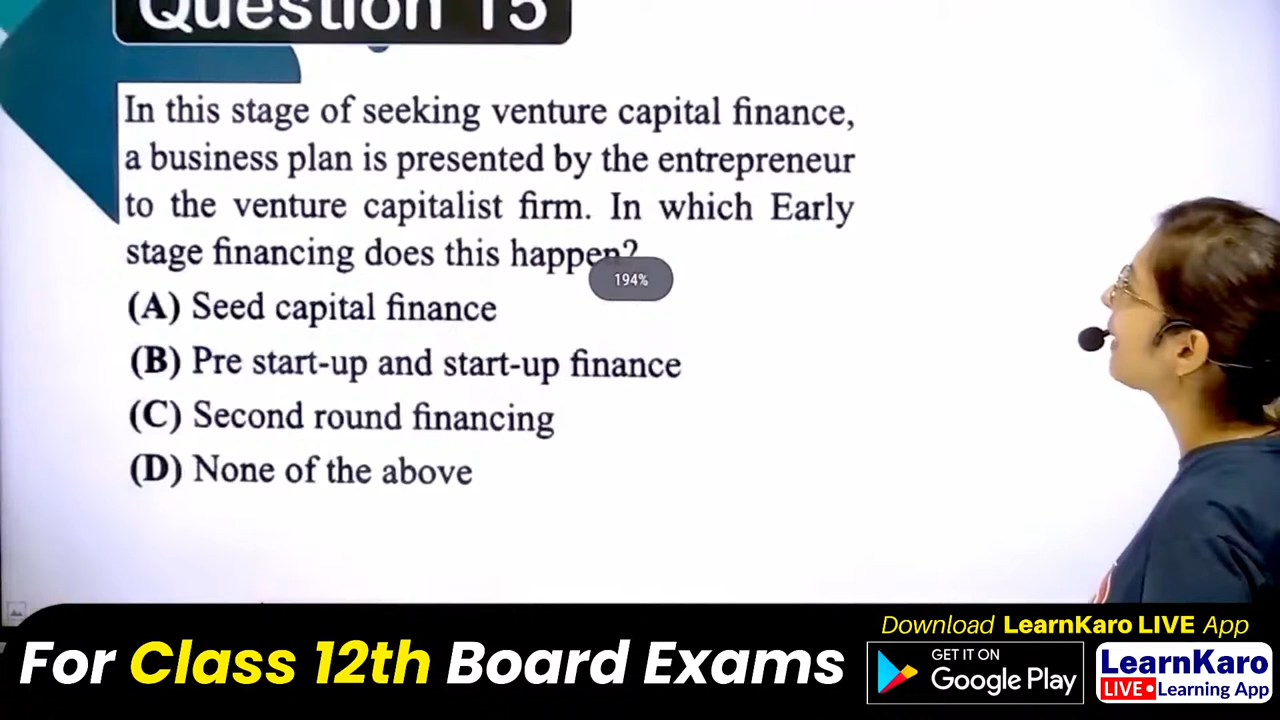 Question 15
In this stage of seeking venture capital finance,
a business plan is presented by the entrepreneur
to the venture capitalist firm. In which Early
stage financing does this happen?
194%
(A) Seed capital finance
(B) Pre start-up and start-up finance
(C) Second round financing
(D) None of the above
For Class 12th Board Exams
Download LearnKaro LIVE App
GET IT ON
Google Play
LearnKaro
LIVE Learning App